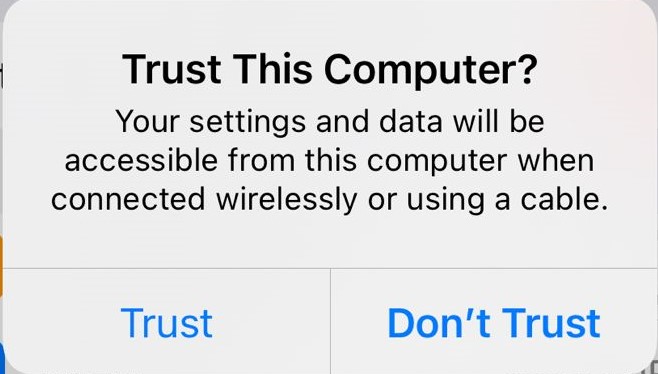 Trust This Computer?
Your settings and data will be
accessible from this computer when
connected wirelessly or using a cable.
Trust
Don’t Trust